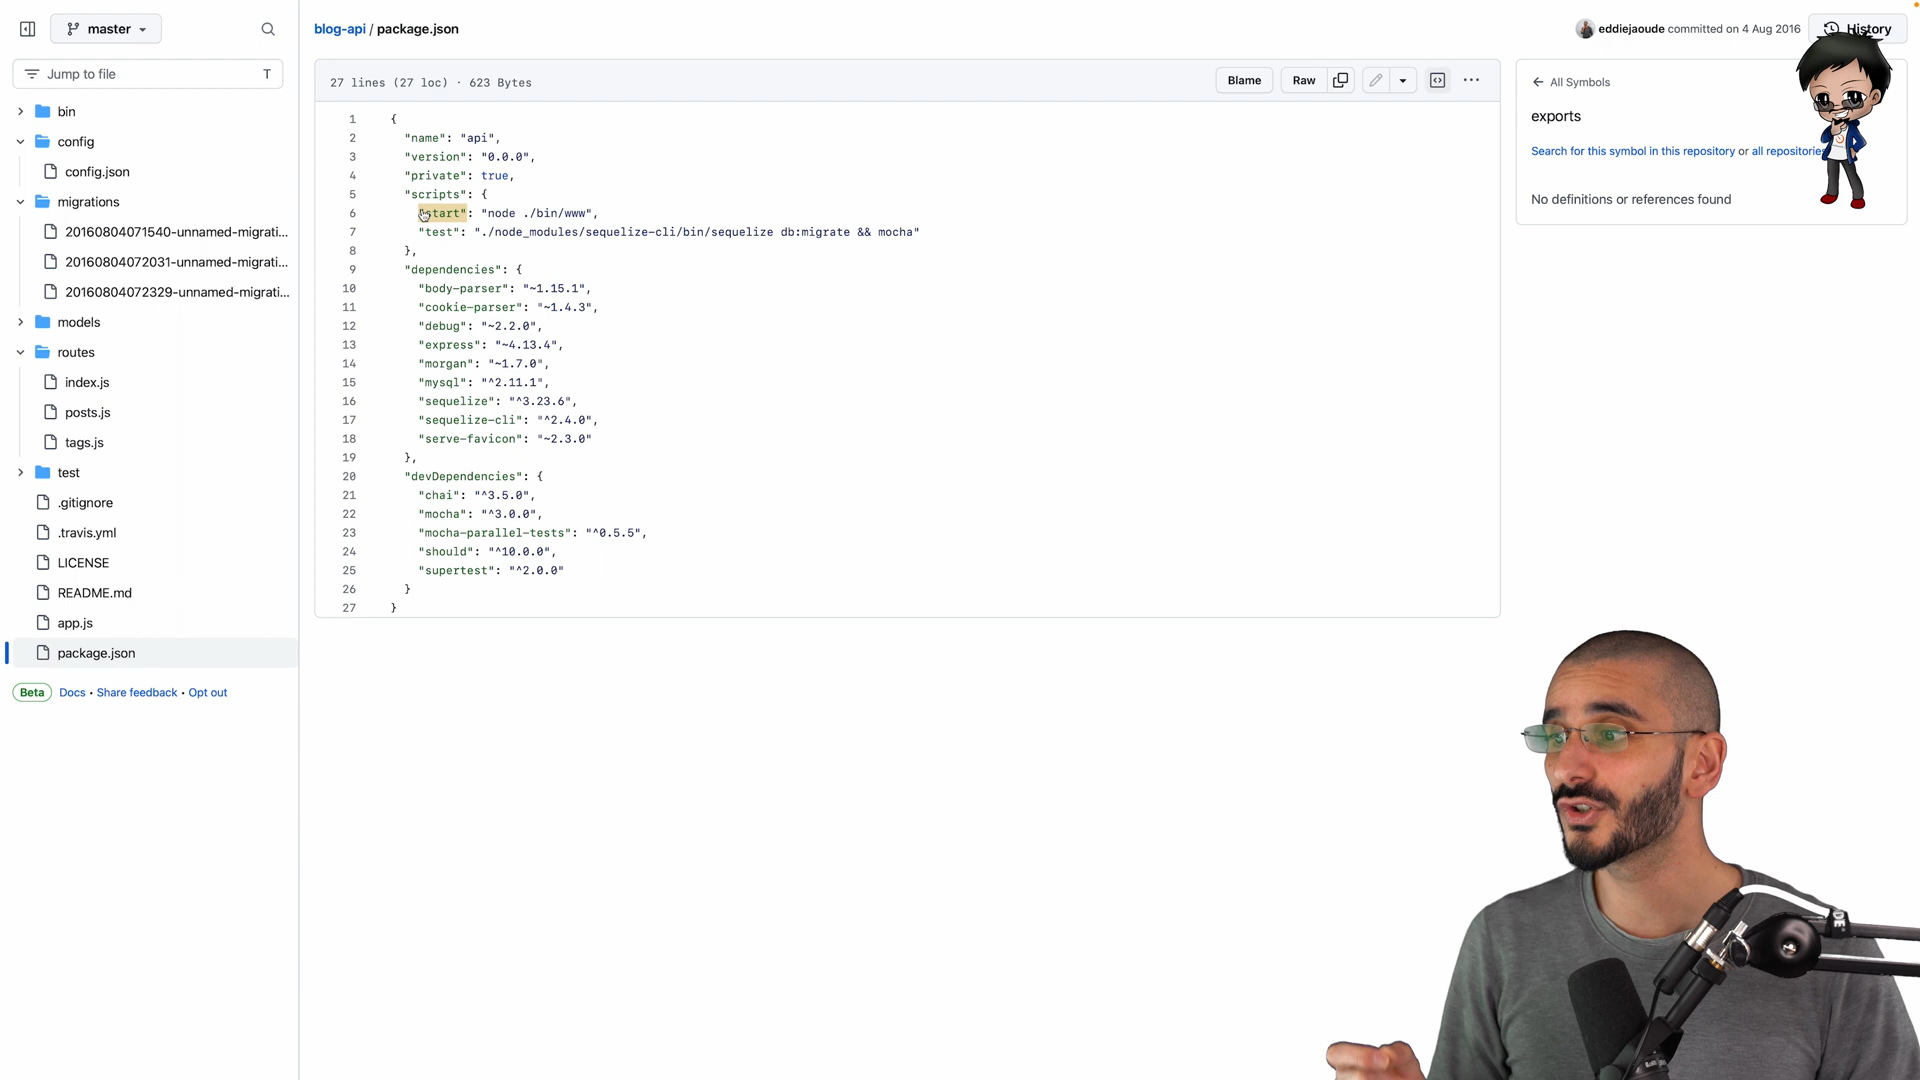 master
Jump to file
T
bin
config
config.json
migrations
20160804071540-unnamed-migrati...
20160804072031-unnamed-migrati...
20160804072329-unnamed-migrati...
models
routes
index.js
posts.js
tags.js
test
.gitignore
.travis.yml
LICENSE
README.md
app.js
package.json
Beta Docs • Share feedback • Opt out
blog-api / package.json
eddiejaoude committed on 4 Aug 2016
History
27 lines (27 loc) · 623 Bytes
Blame
Raw
1 {
2 "name": "api",
3 "version": "0.0.0",
4 "private": true,
5 "scripts": {
6 "start": "node ./bin/www",
7 "test": "./node_modules/sequelize-cli/bin/sequelize db:migrate && mocha"
8 },
9 "dependencies": {
10 "body-parser": "~1.15.1",
11 "cookie-parser": "~1.4.3",
12 "debug": "~2.2.0",
13 "express": "~4.13.4",
14 "morgan": "~1.7.0",
15 "mysql": "^2.11.1",
16 "sequelize": "^3.23.6",
17 "sequelize-cli": "^2.4.0",
18 "serve-favicon": "~2.3.0"
19 },
20 "devDependencies": {
21 "chai": "^3.5.0",
22 "mocha": "^3.0.0",
23 "mocha-parallel-tests": "^0.5.5",
24 "should": "^10.0.0",
25 "supertest": "^2.0.0"
26 }
27 }
All Symbols
exports
Search for this symbol in this repository or all repositories
No definitions or references found